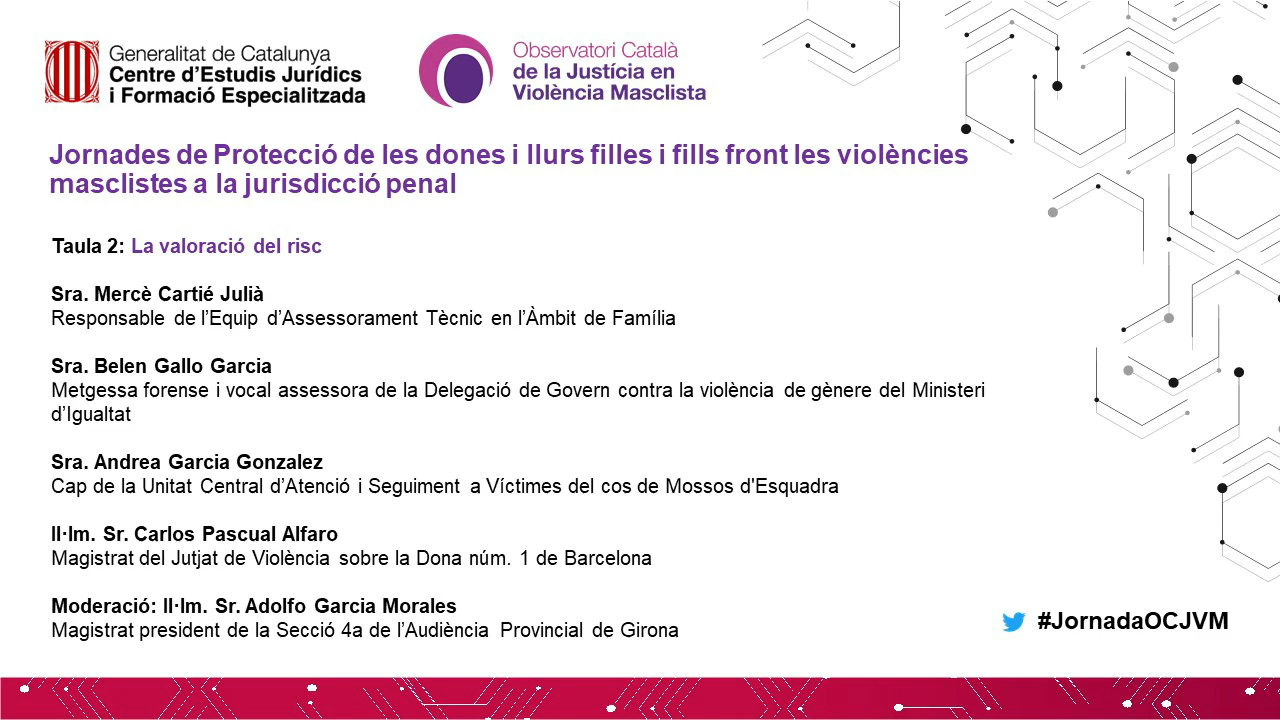 Generalitat de Catalunya
Centre d'Estudis Jurídics
i Formació Especialitzada
Observatori Català
de la Justícia en
Violència Masclista
Jornades de Protecció de les dones i llurs filles i fills front les violències
masclistes a la jurisdicció penal
Taula 2: La valoració del risc
Sra. Mercè Cartié Julià
Responsable de l’Equip d’Assessorament Tècnic en l’Àmbit de Família
Sra. Belen Gallo Garcia
Metgessa forense i vocal assessora de la Delegació de Govern contra la violència de gènere del Ministeri
d’Igualtat
Sra. Andrea Garcia Gonzalez
Cap de la Unitat Central d’Atenció i Seguiment a Víctimes del cos de Mossos d'Esquadra
Il·lm. Sr. Carlos Pascual Alfaro
Magistrat del Jutjat de Violència sobre la Dona núm. 1 de Barcelona
Moderació: Il·lm. Sr. Adolfo Garcia Morales
Magistrat president de la Secció 4a de l’Audiència Provincial de Girona
#JornadaOCJVM